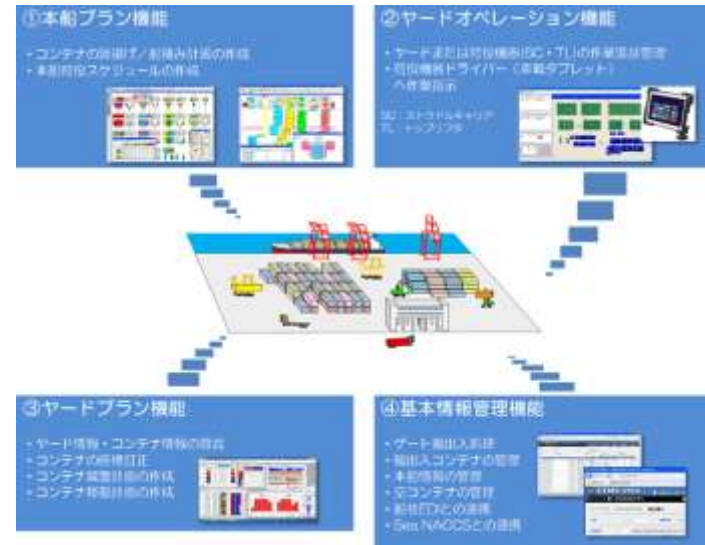 ①本船プラン機能
・コンテナの陸揚げ／船積み計画の作成
・本船荷役スケジュールの作成
②ヤードオペレーション機能
・ヤードまたは荷役機器(SC・TL)の作業進捗管理
・荷役機器ドライバー（車載タブレット）
へ作業指示
SC：ストラドルキャリア
TL：トップリフタ
③ヤードプラン機能
・ヤード情報・コンテナ情報の照会
・コンテナの座標訂正
・コンテナ蔵置計画の作成
・コンテナ移動計画の作成
④基本情報管理機能
・ゲート搬出入処理
・輸出入コンテナの管理
・本船情報の管理
・空コンテナの管理
・船社EDIとの連携
・Sea NACCSとの連携